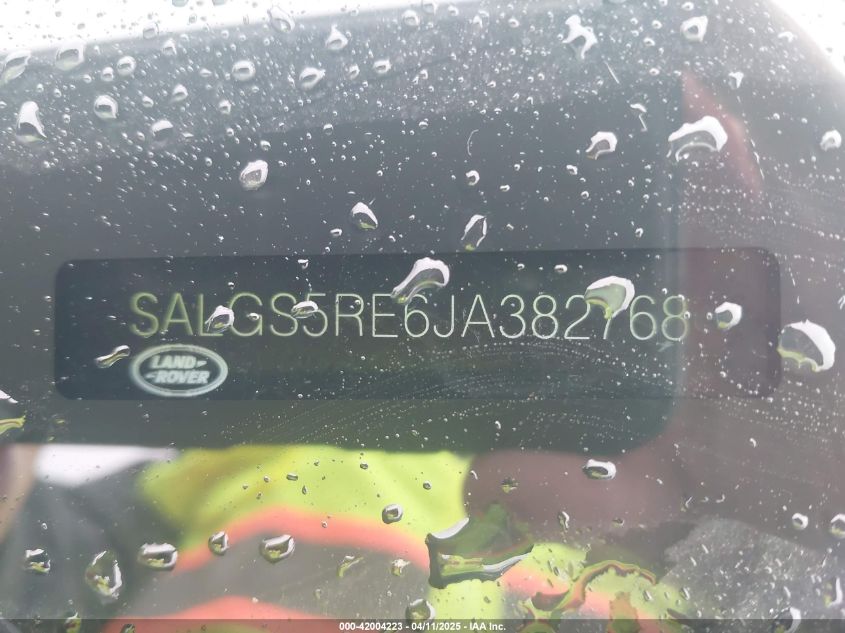 SALGS5RE6JA382768
LAND-
-ROVER
000-42004223 - 04/11/2025 - IAA Inc.